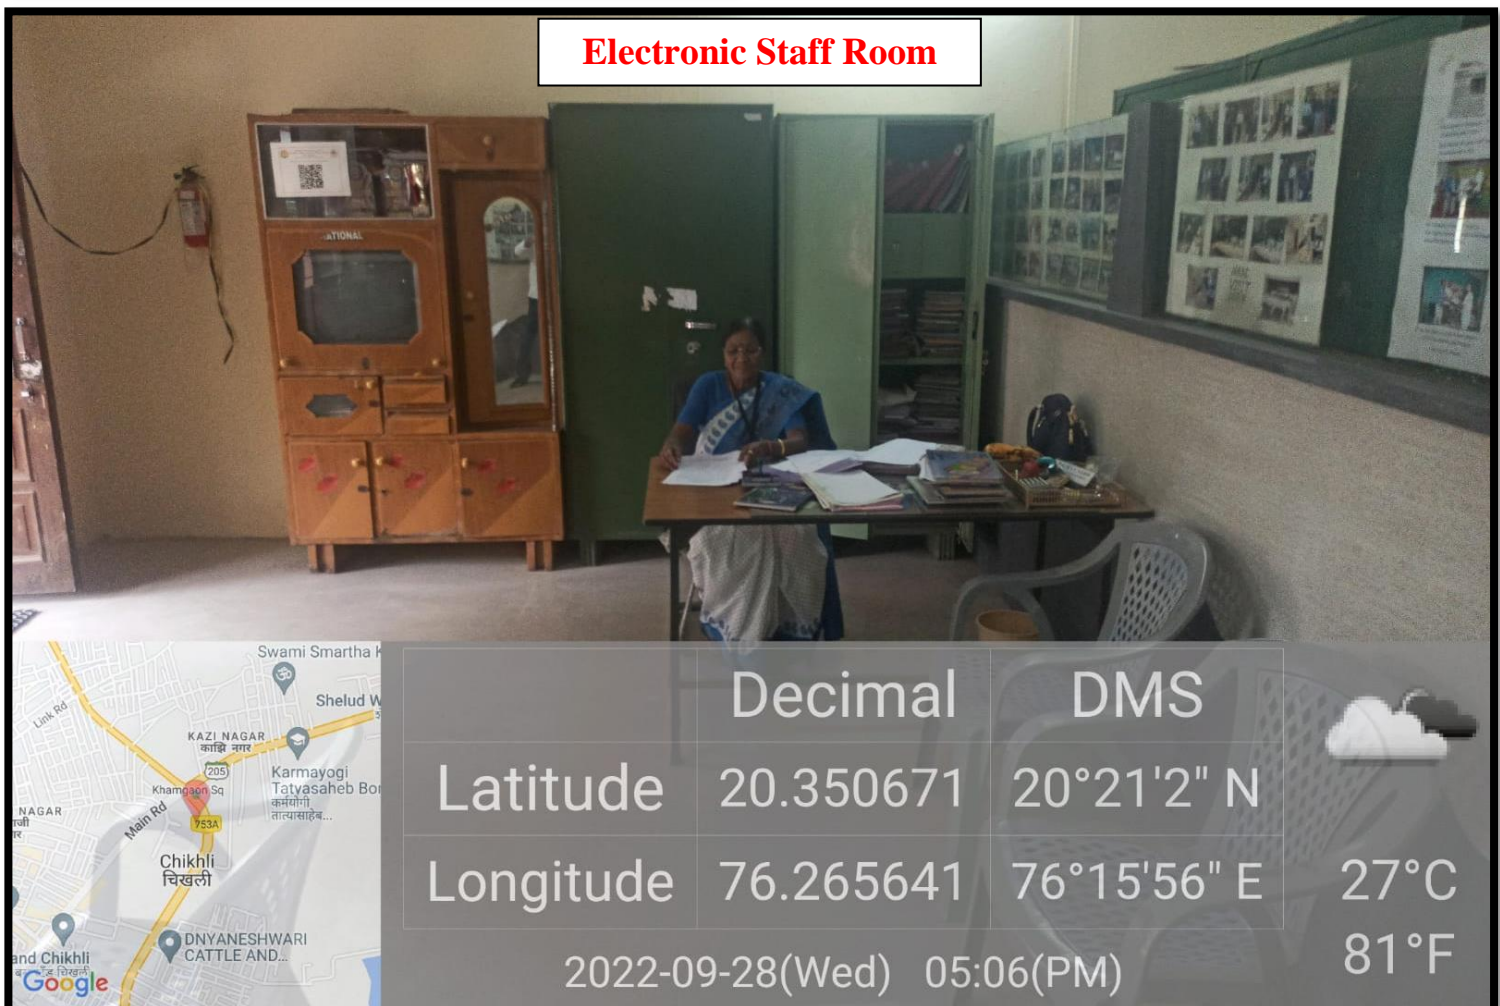 Electronic Staff Room
Swami Smartha
Shelud
Link Rd
KAZI NAGAR
काझि नगर
205
Karmayogi
Tatyasaheb
कर्मयोगी
तात्यासाहेब...
Khamgaon Sq
NAGAR
Main Rd
753A
Chikhli
चिखली
DNYANESHWARI
CATTLE AND...
and Chikhli
चिखली
Google
Decimal DMS
Latitude 20.350671 20°21'2" N
Longitude 76.265641 76°15'56" E
27°C
81°F
2022-09-28(Wed) 05:06(PM)